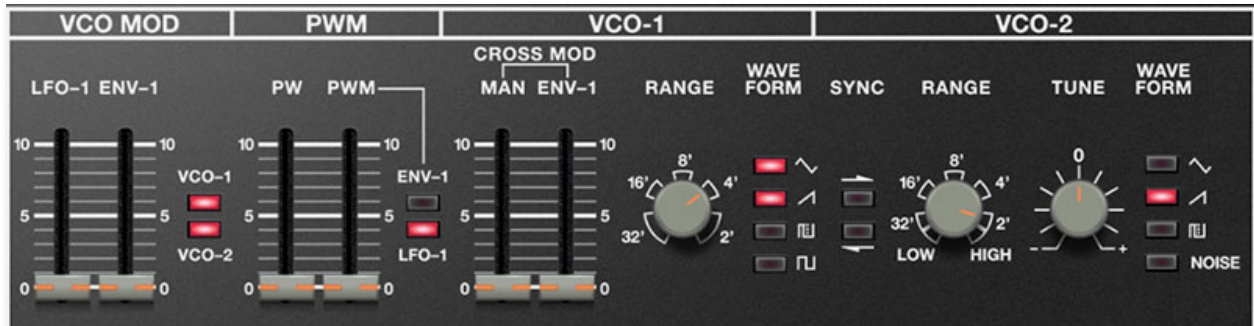 VCO MOD
PWM
VCO-1
VCO-2
LFO-1 ENV-1
10
10
5
0
0
VCO-1
VCO-2
PW PWM
10
10
5
5
0
0
ENV-1
LFO-1
CROSS MOD
MAN ENV-1
10
10
5
5
0
0
RANGE
8'
16'
4'
32'
2'
WAVE
FORM
SYNC
RANGE
8'
16'
4'
32'
2'
LOW HIGH
TUNE
0
- +
WAVE
FORM
NOISE